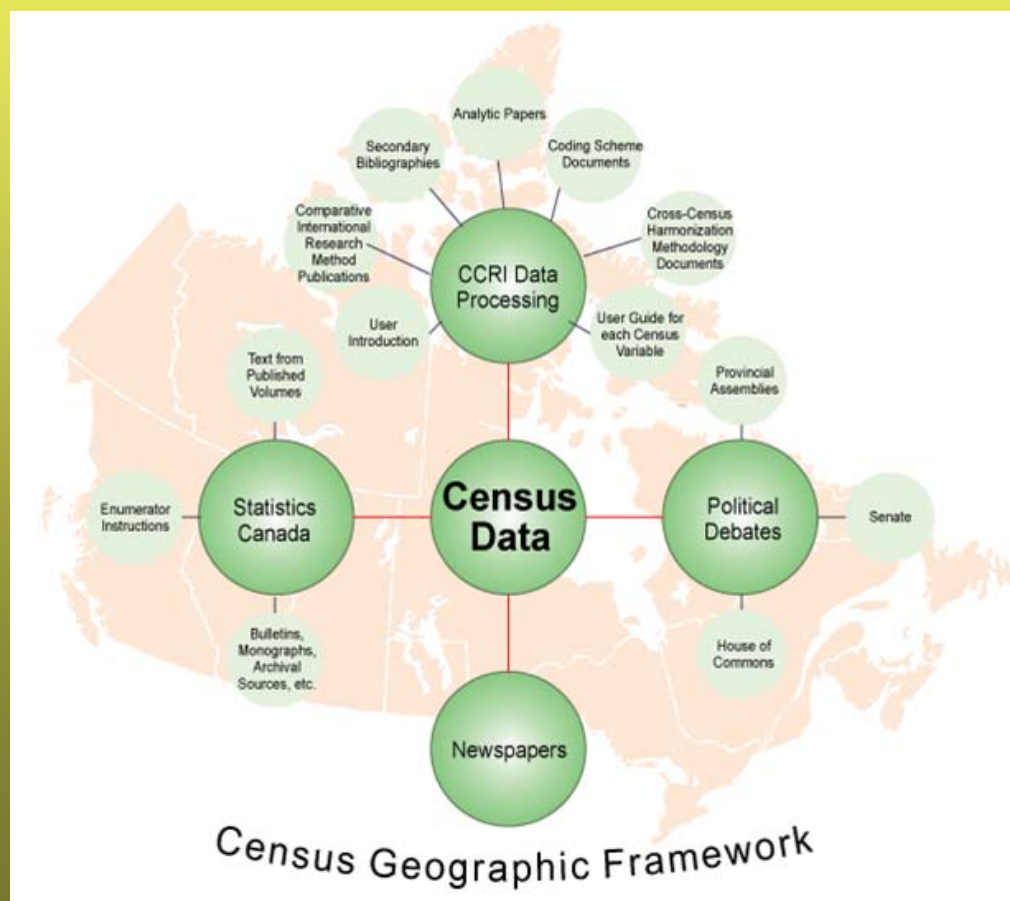 Analytic Papers
Secondary
Bibliographies
Coding Scheme
Documents
Comparative
International
Research
Method
Publications
Cross-Census
Harmonization
Methodology
Documents
CCRI Data
Processing
User
Introduction
User Guide for
each Census
Variable
Text from
Published
Volumes
Provincial
Assemblies
Enumerator
Instructions
Statistics
Canada
Census
Data
Political
Debates
Senate
Bulletins,
Monographs,
Archival
Sources, etc.
House of
Commons
Newspapers
Census Geographic Framework